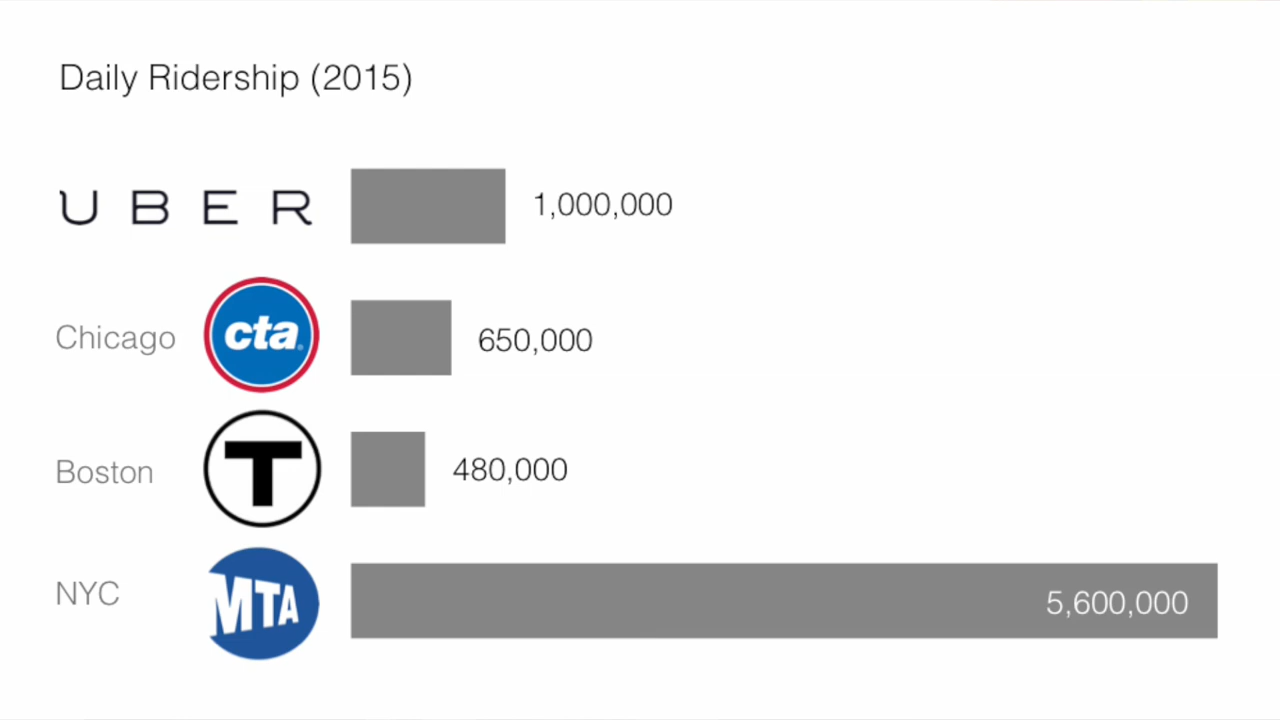 Daily Ridership (2015)
UBER 1,000,000
Chicago cta 650,000
Boston T 480,000
NYC MTA 5,600,000